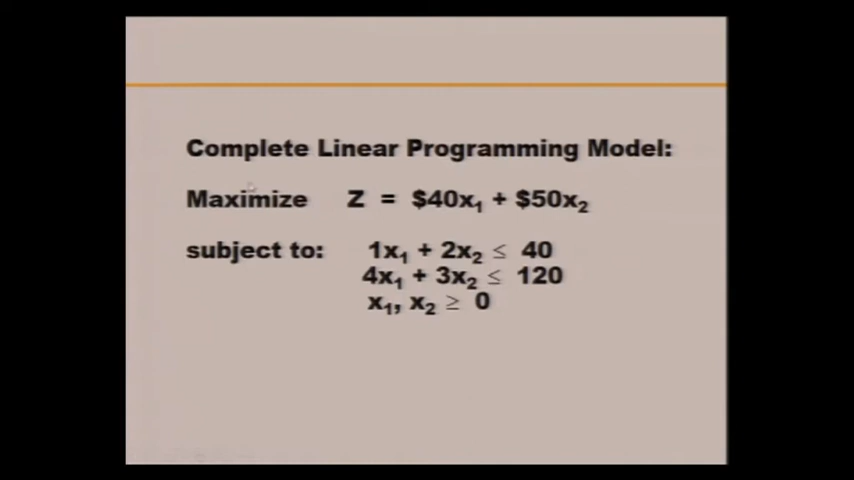 Complete Linear Programming Model:
Maximize Z = $40x₁ + $50x₂
subject to: 1x₁ + 2x₂ ≤ 40
4x₁ + 3x₂ ≤ 120
x₁, x₂ ≥ 0